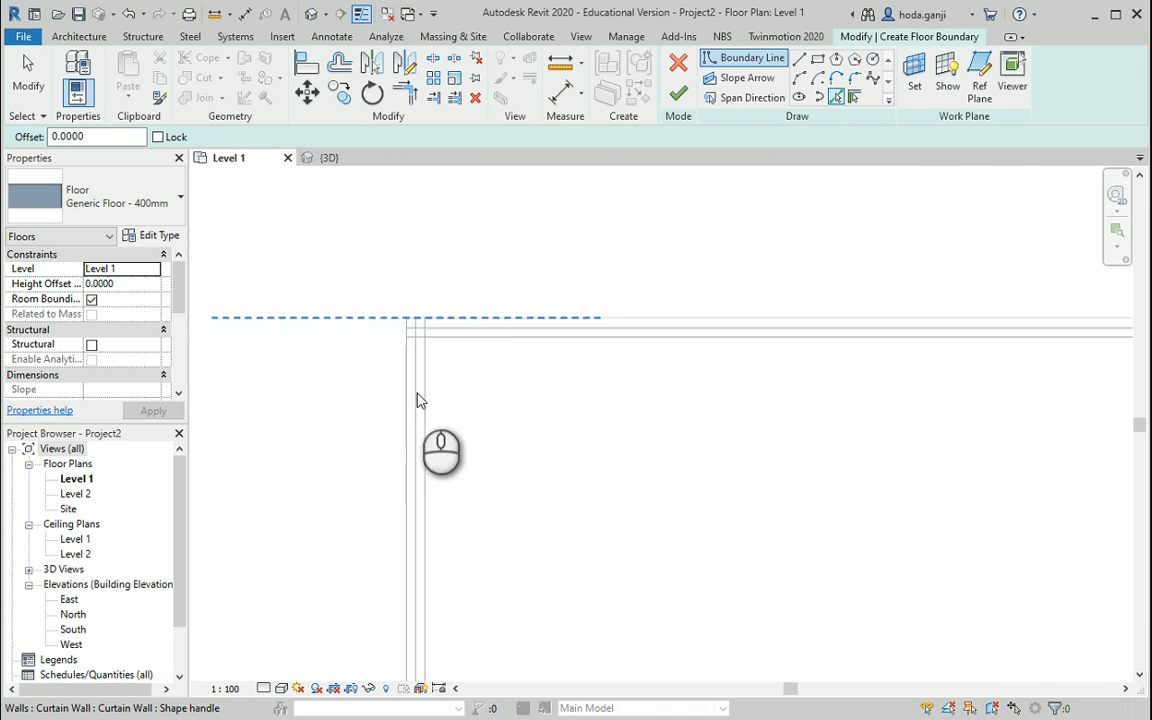 Autodesk Revit 2020 - Educational Version - Project2 - Floor Plan: Level 1
hoda.ganji
File Architecture Structure Steel Systems Insert Annotate Analyze Massing & Site Collaborate View Manage Add-Ins NBS Twinmotion 2020 Modify | Create Floor Boundary
Modify
Paste
Cope
Cut
Join
Boundary Line
Slope Arrow
Span Direction
Set
Show
Ref Plane
Viewer
Select Properties Clipboard Geometry Modify View Measure Create Mode Draw Work Plane
Offset: 0.0000 Lock
Properties
Level 1
{3D}
Floor
Generic Floor - 400mm
Floors
Edit Type
Constraints
Level Level 1
Height Offset ... 0.0000
Room Boundi...
Related to Mass
Structural
Structural
Enable Analyti...
Dimensions
Slope
Properties help
Apply
Project Browser - Project2
Views (all)
Floor Plans
Level 1
Level 2
Site
Ceiling Plans
Level 1
Level 2
3D Views
Elevations (Building Elevation
East
North
South
West
Legends
Schedules/Quantities (all)
2D
1 : 100
Walls : Curtain Wall : Curtain Wall : Shape handle
:0
Main Model
:0